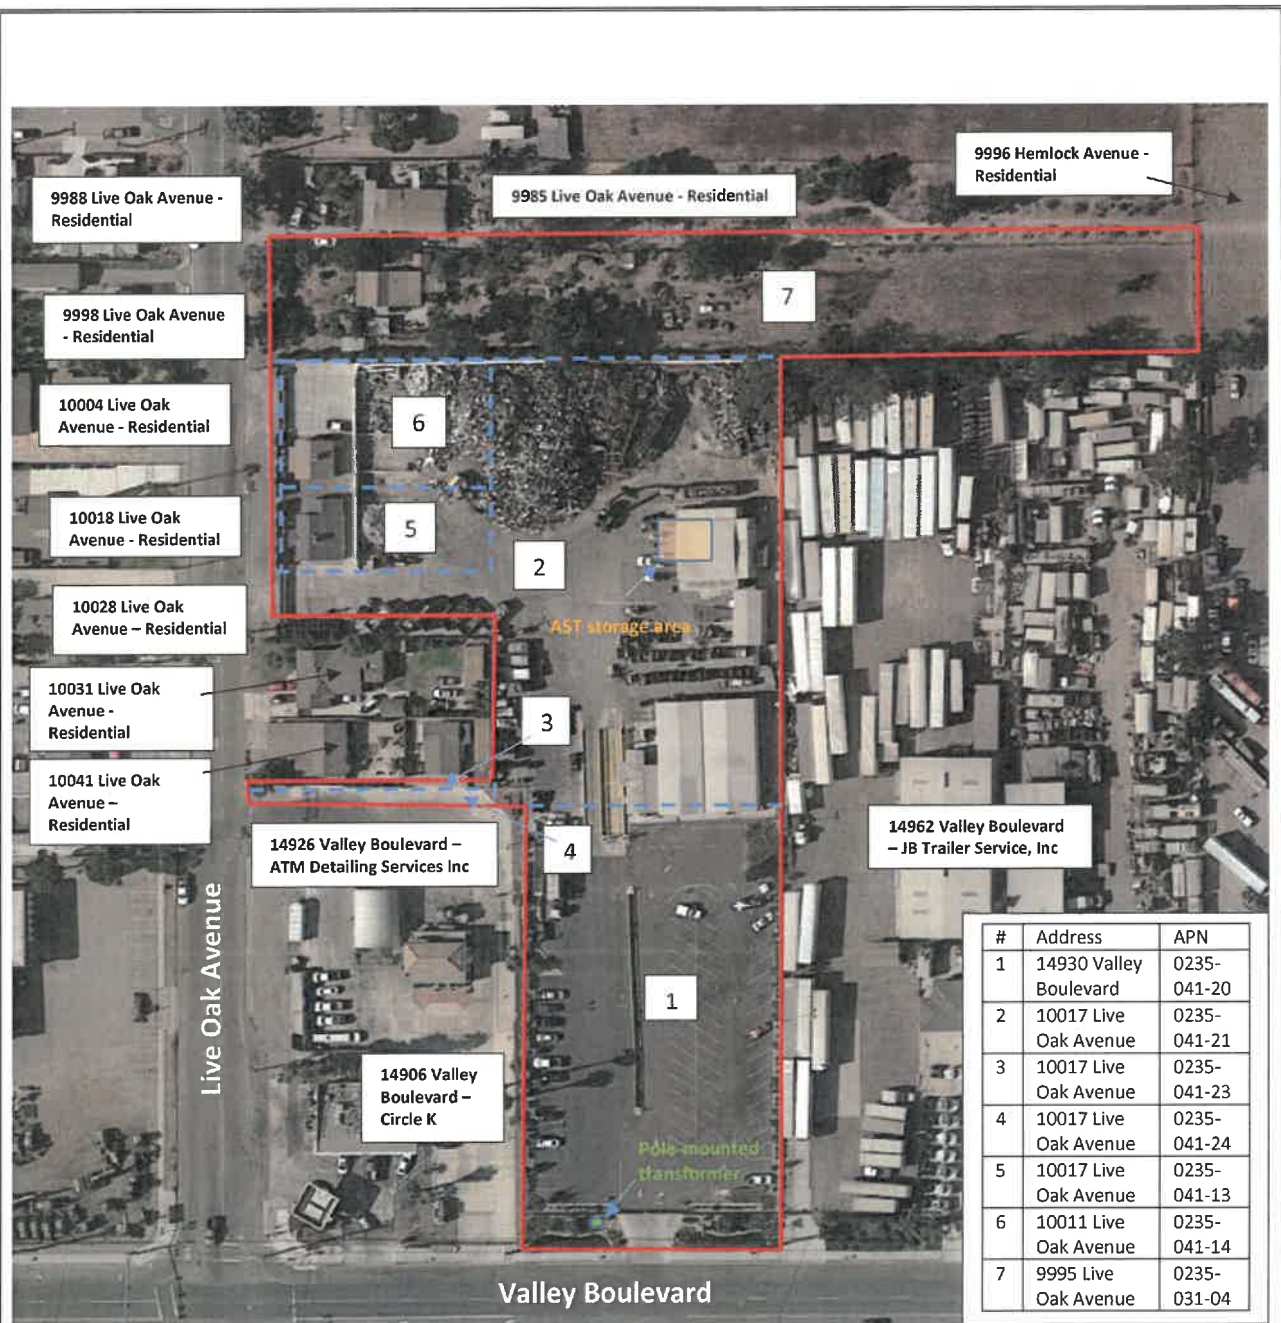 9996 Hemlock Avenue -
Residential
9988 Live Oak Avenue -
Residential
9985 Live Oak Avenue - Residential
7
9998 Live Oak Avenue
- Residential
10004 Live Oak
Avenue - Residential
6
10018 Live Oak
Avenue - Residential
5
2
10028 Live Oak
Avenue – Residential
AST storage area
10031 Live Oak
Avenue -
Residential
3
10041 Live Oak
Avenue –
Residential
14926 Valley Boulevard –
ATM Detailing Services Inc
4
14962 Valley Boulevard
– JB Trailer Service, Inc
Live Oak Avenue
1
14906 Valley
Boulevard –
Circle K
Pole-mounted
transformer
Valley Boulevard
# Address APN
1 14930 Valley 0235-
Boulevard 041-20
2 10017 Live 0235-
Oak Avenue 041-21
3 10017 Live 0235-
Oak Avenue 041-23
4 10017 Live 0235-
Oak Avenue 041-24
5 10017 Live 0235-
Oak Avenue 041-13
6 10011 Live 0235-
Oak Avenue 041-14
7 9995 Live 0235-
Oak Avenue 031-04